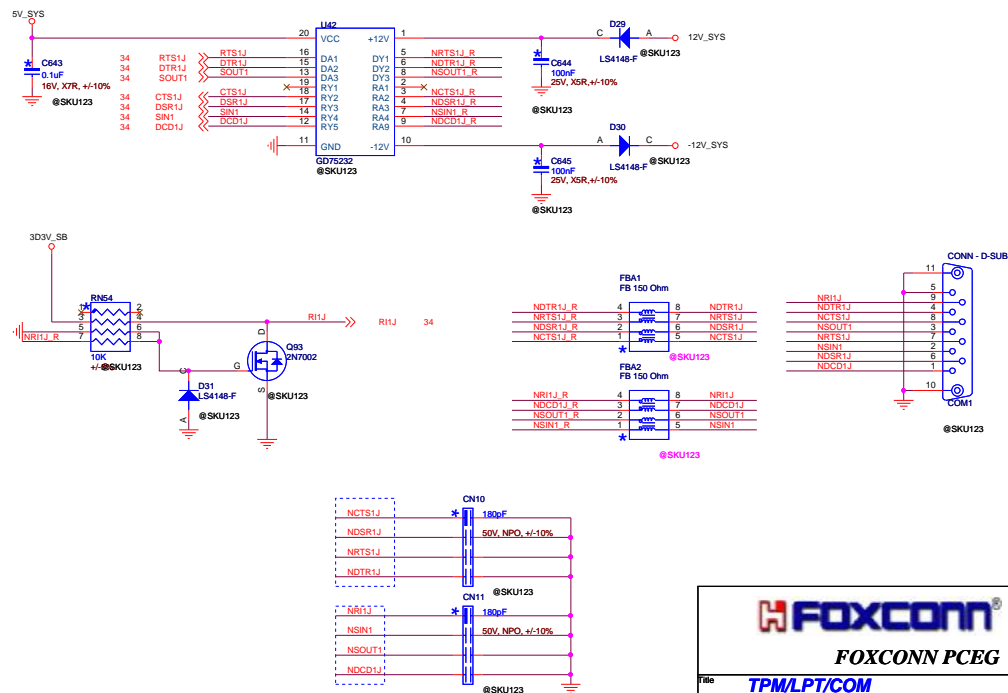 5V_SYS
C643
0.1uF
16V, X7R, +/-10%
@SKU123
34 RTS1J RTS1J
34 DTR1J DTR1J
34 SOUT1 SOUT1
34 CTS1J CTS1J
34 DSR1J DSR1J
34 SIN1 SIN1
34 DCD1J DCD1J
U42
20 VCC +12V 1
16 DA1 DY1 5 NRTS1J_R
15 DA2 DY2 6 NDTR1J_R
13 DA3 DY3 8 NSOUT1_R
19 RY1 RA1 2
18 RY2 RA2 3 NCTS1J_R
17 RY3 RA3 4 NDSR1J_R
14 RY4 RA4 7 NSIN1_R
12 RY5 RA9 9 NDCD1J_R
11 GND -12V 10
GD75232
@SKU123
D29
C A 12V_SYS
@SKU123
LS4148-F
C644
100nF
25V, X5R,+/-10%
@SKU123
D30
A C -12V_SYS
@SKU123
LS4148-F
C645
100nF
25V, X5R,+/-10%
@SKU123
3D3V_SB
RN54
1 2
3 4
5 6
NRI1J_R 7 8
10K
@SKU123
RI1J RI1J 34
D
G
S
Q93
2N7002
@SKU123
C
D31
LS4148-F
A
@SKU123
FBA1
FB 150 Ohm
NDTR1J_R 4 8 NDTR1J
NRTS1J_R 3 7 NRTS1J
NDSR1J_R 2 6 NDSR1J
NCTS1J_R 1 5 NCTS1J
@SKU123
FBA2
FB 150 Ohm
NRI1J_R 4 8 NRI1J
NDCD1J_R 3 7 NDCD1J
NSOUT1_R 2 6 NSOUT1
NSIN1_R 1 5 NSIN1
@SKU123
CONN - D-SUB
11
5
NRI1J 9
NDTR1J 4
NCTS1J 8
NSOUT1 3
NRTS1J 7
NSIN1 2
NDSR1J 6
NDCD1J 1
10
COM1
@SKU123
CN10
NCTS1J 180pF
NDSR1J 50V, NPO, +/-10%
NRTS1J
NDTR1J
@SKU123
CN11
NRI1J 180pF
NSIN1 50V, NPO, +/-10%
NSOUT1
NDCD1J
@SKU123
FOXCONN®
FOXCONN PCEG
Title
TPM/LPT/COM